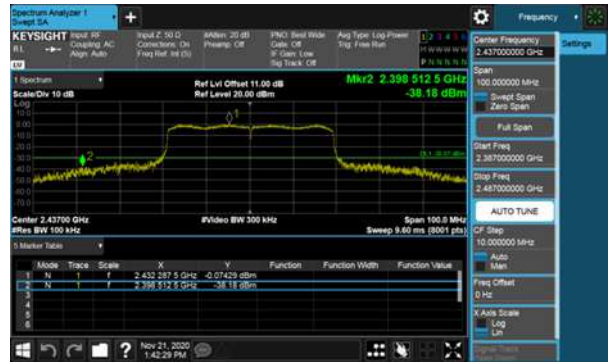 Spectrum Analyzer 1
Swept SA
+
Frequency
KEYSIGHT
Input: RF
Input Z: 50 Ω
#Atten: 20 dB
PNO: Best Wide
Avg Type: Log-Power
1 2 3 4 5 6
RL
Coupling: AC
Corrections: On
Preamp: Off
Gate: Off
Trig: Free Run
Align: Auto
Freq Ref: Int (S)
IF Gain: Low
Sig Track: Off
P N N N N N
1 Spectrum
Ref Lvl Offset 11.00 dB
Mkr2 2.398 512 5 GHz
Scale/Div 10 dB
Ref Level 20.00 dBm
-38.18 dBm
Log
Center 2.43700 GHz
#Video BW 300 kHz
Span 100.0 MHz
#Res BW 100 kHz
Sweep 9.60 ms (8001 pts)
5 Marker Table
Mode Trace Scale X Y Function Function Width Function Value
1 N 1 f 2.432 287 5 GHz -0.07429 dBm
2 N 1 f 2.398 512 5 GHz -38.18 dBm
3
4
5
6
Nov 21, 2020
1:42:29 PM
Center Frequency
2.437000000 GHz
Settings
Span
100.000000 MHz
Swept Span
Zero Span
Full Span
Start Freq
2.387000000 GHz
Stop Freq
2.487000000 GHz
AUTO TUNE
CF Step
10.000000 MHz
Auto
Man
Freq Offset
0 Hz
X Axis Scale
Log
Lin